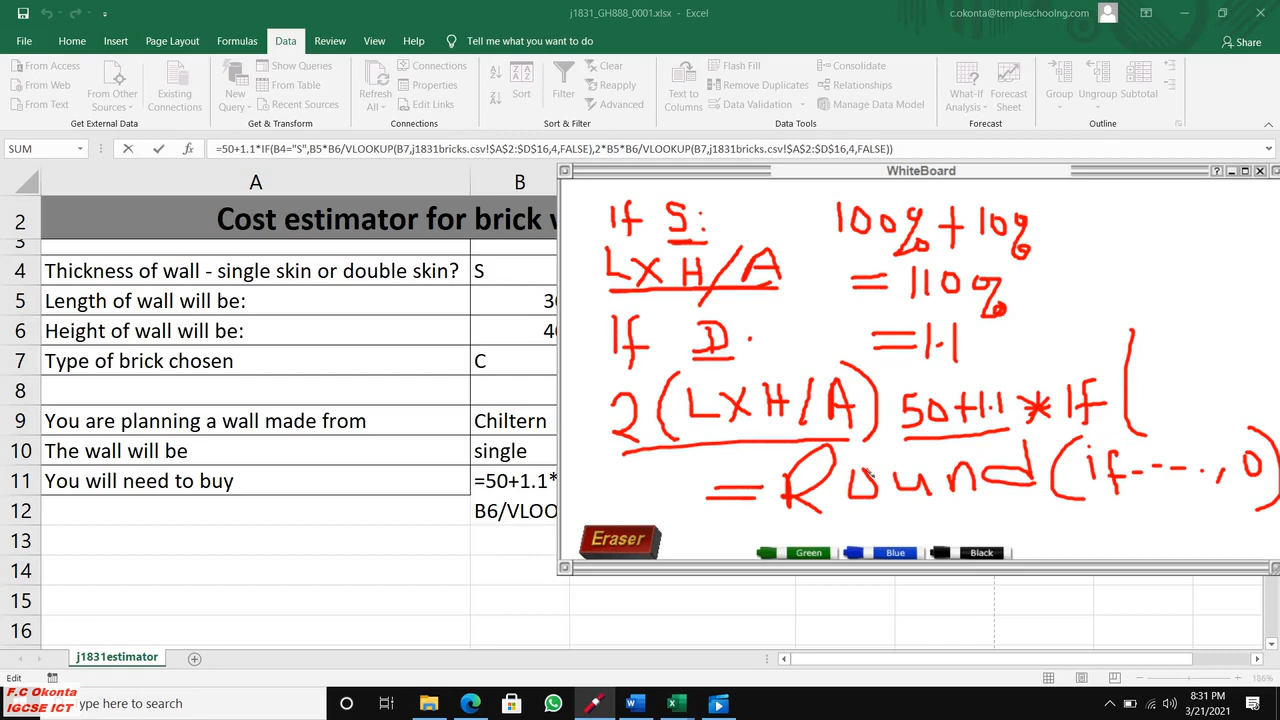 j1831_GH888_0001.xlsx - Excel
c.okonta@templeschoolng.com
File Home Insert Page Layout Formulas Data Review View Help Tell me what you want to do
Share
From Access
From Web
From Text
From Other Sources
Existing Connections
Get External Data
New Query
Show Queries
From Table
Recent Sources
Get & Transform
Refresh All
Connections
Properties
Edit Links
Connections
Sort
Filter
Clear
Reapply
Advanced
Sort & Filter
Text to Columns
Flash Fill
Remove Duplicates
Data Validation
Consolidate
Relationships
Manage Data Model
Data Tools
What-If Analysis
Forecast Sheet
Forecast
Group
Ungroup
Subtotal
Outline
SUM
fx
=50+1.1*IF(B4="S",B5*B6/VLOOKUP(B7,j1831bricks.csv!$A$2:$D$16,4,FALSE),2*B5*B6/VLOOKUP(B7,j1831bricks.csv!$A$2:$D$16,4,FALSE))
A B
2 Cost estimator for brick w
3
4 Thickness of wall - single skin or double skin? S
5 Length of wall will be: 30
6 Height of wall will be: 40
7 Type of brick chosen C
8
9 You are planning a wall made from Chiltern
10 The wall will be single
11 You will need to buy =50+1.1*
12 B6/VLOO
13
14
15
16
WhiteBoard
If S:
LXH/A
If D.
2(LXH/A)
100% + 10%
= 110%
= 1.1
50+1.1 * If (
= Round (if ----, 0)
Eraser
Green Blue Black
j1831estimator
Edit
186%
F.C Okonta
IGCSE ICT
pe here to search
8:31 PM
3/21/2021